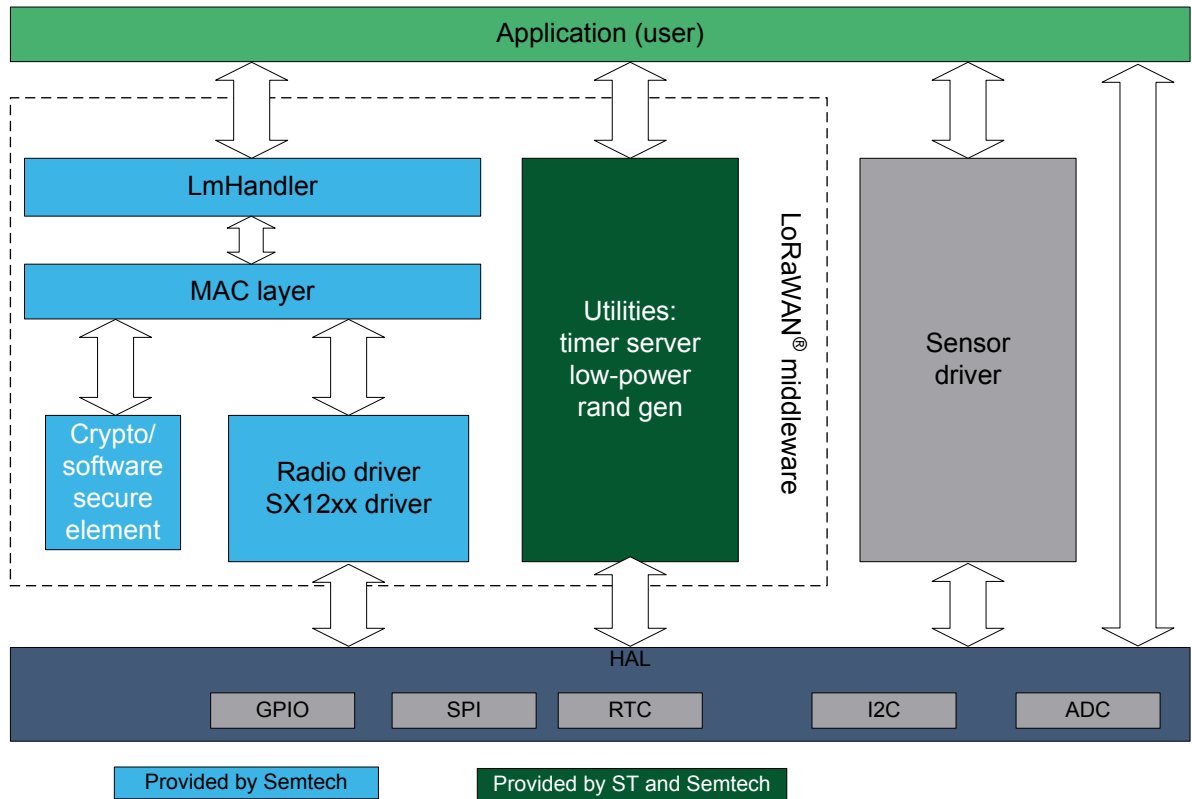 Application (user)
LmHandler
MAC layer
Crypto/
software
secure
element
Radio driver
SX12xx driver
Utilities:
timer server
low-power
rand gen
LoRaWAN® middleware
Sensor
driver
HAL
GPIO
SPI
RTC
I2C
ADC
Provided by Semtech
Provided by ST and Semtech